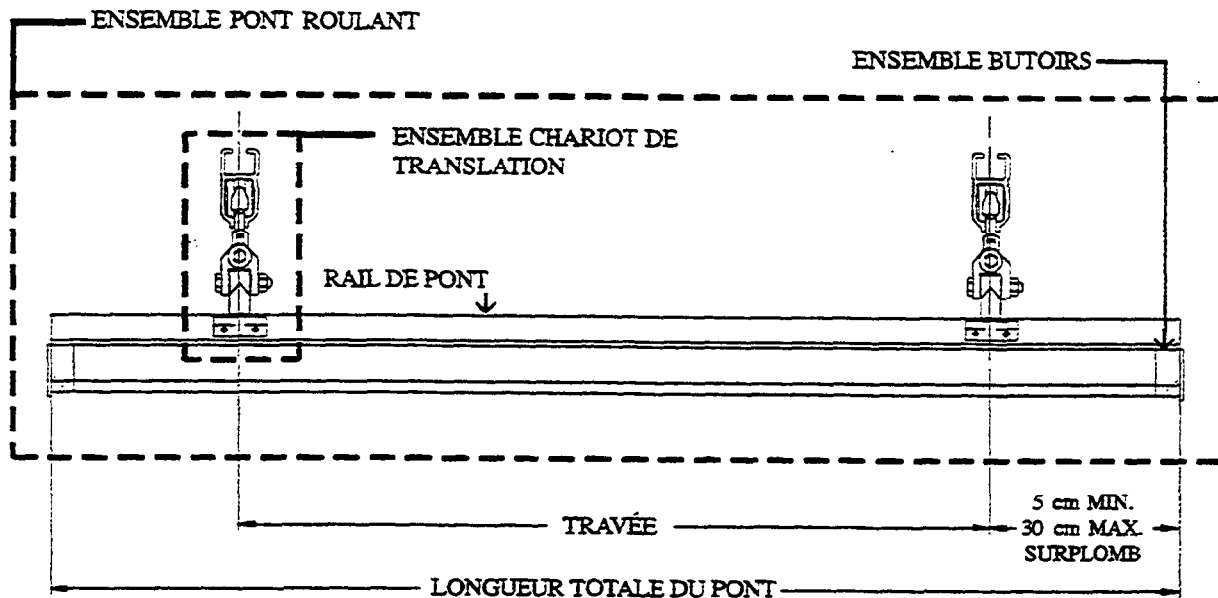 ENSEMBLE PONT ROULANT
ENSEMBLE BUTOIRS
ENSEMBLE CHARIOT DE
TRANSLATION
RAIL DE PONT
5 cm MIN.
30 cm MAX.
SURPLOMB
TRAVÉE
LONGUEUR TOTALE DU PONT